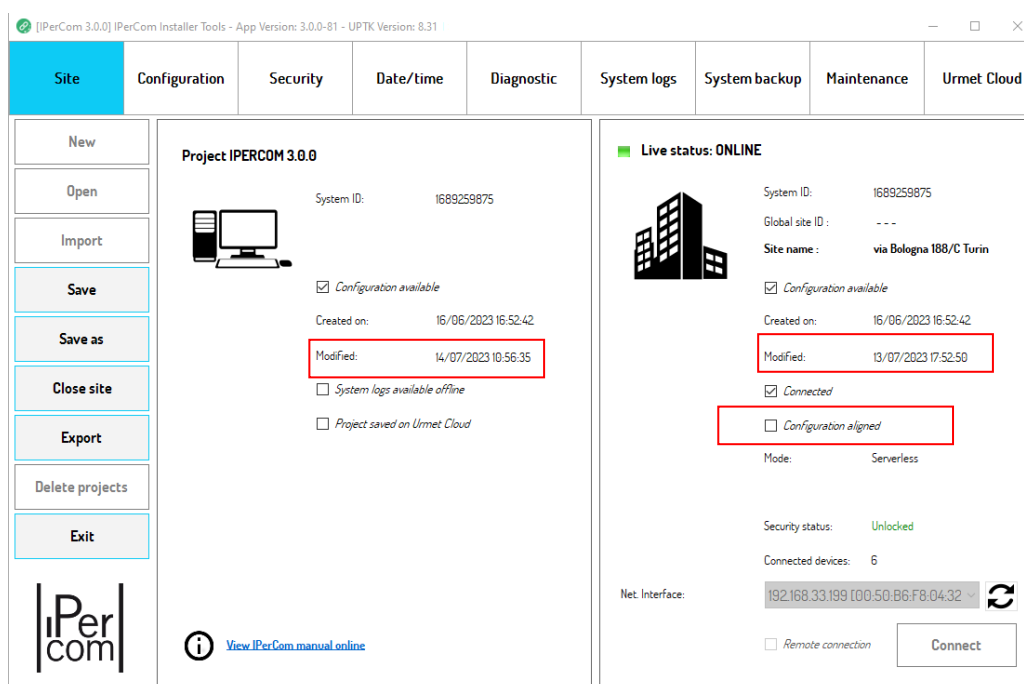 [IPerCom 3.0.0] IPerCom Installer Tools - App Version: 3.0.0-81 - UPTK Version: 8.31
Site
Configuration
Security
Date/time
Diagnostic
System logs
System backup
Maintenance
Urmet Cloud
New
Open
Import
Save
Save as
Close site
Export
Delete projects
Exit
IPer
com
Project IPERCOM 3.0.0
System ID: 1689259875
Configuration available
Created on: 16/06/2023 16:52:42
Modified: 14/07/2023 10:56:35
System logs available offline
Project saved on Urmet Cloud
View IPerCom manual online
Live status: ONLINE
System ID: 1689259875
Global site ID : - - -
Site name : via Bologna 188/C Turin
Configuration available
Created on: 16/06/2023 16:52:42
Modified: 13/07/2023 17:52:50
Connected
Configuration aligned
Mode: Serverless
Security status: Unlocked
Connected devices: 6
Net. Interface: 192.168.33.199 [00:50:B6:F8:04:32
Remote connection
Connect